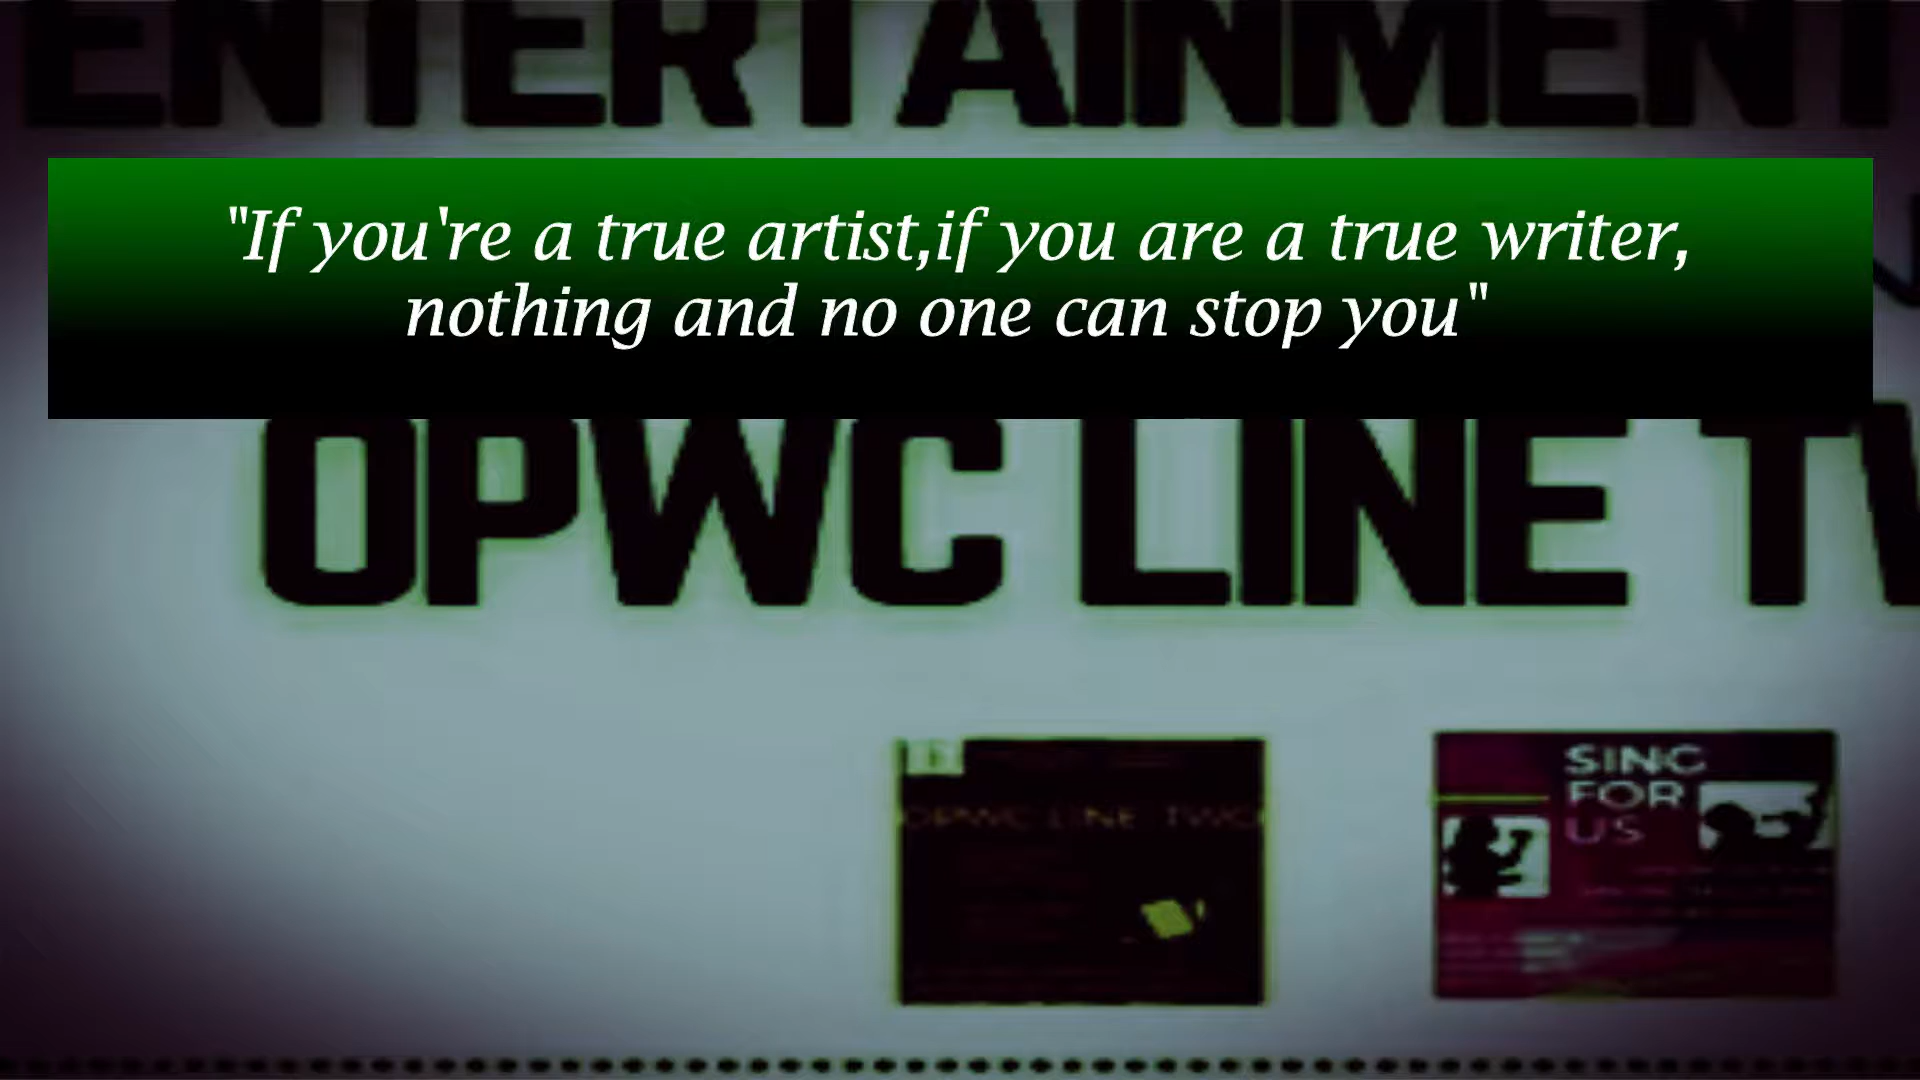 ENTERTAINMENT
"If you're a true artist,if you are a true writer,
nothing and no one can stop you"
OPWC LINE TW
OPWC LINE TWO
SING
FOR
US